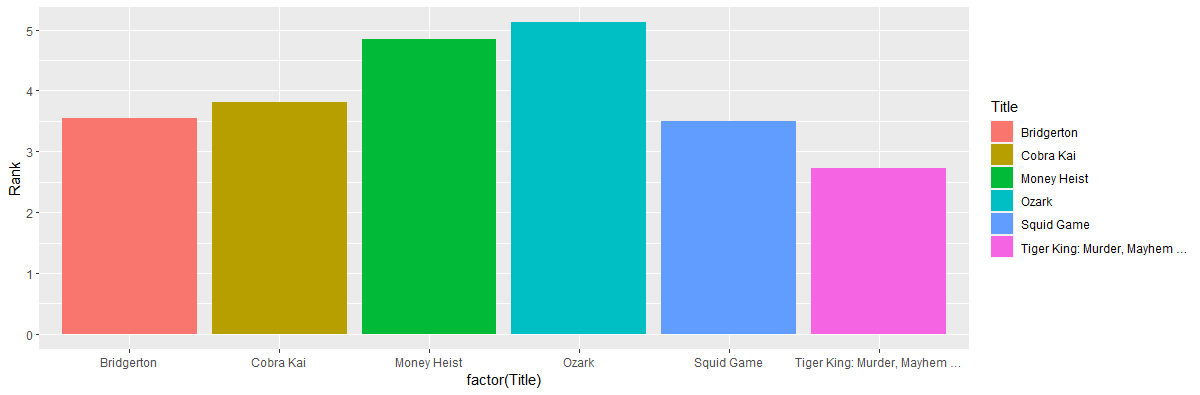 5
4
3
2
1
0
Rank
Bridgerton Cobra Kai Money Heist Ozark Squid Game Tiger King: Murder, Mayhem ...
factor(Title)
Title
Bridgerton
Cobra Kai
Money Heist
Ozark
Squid Game
Tiger King: Murder, Mayhem ...